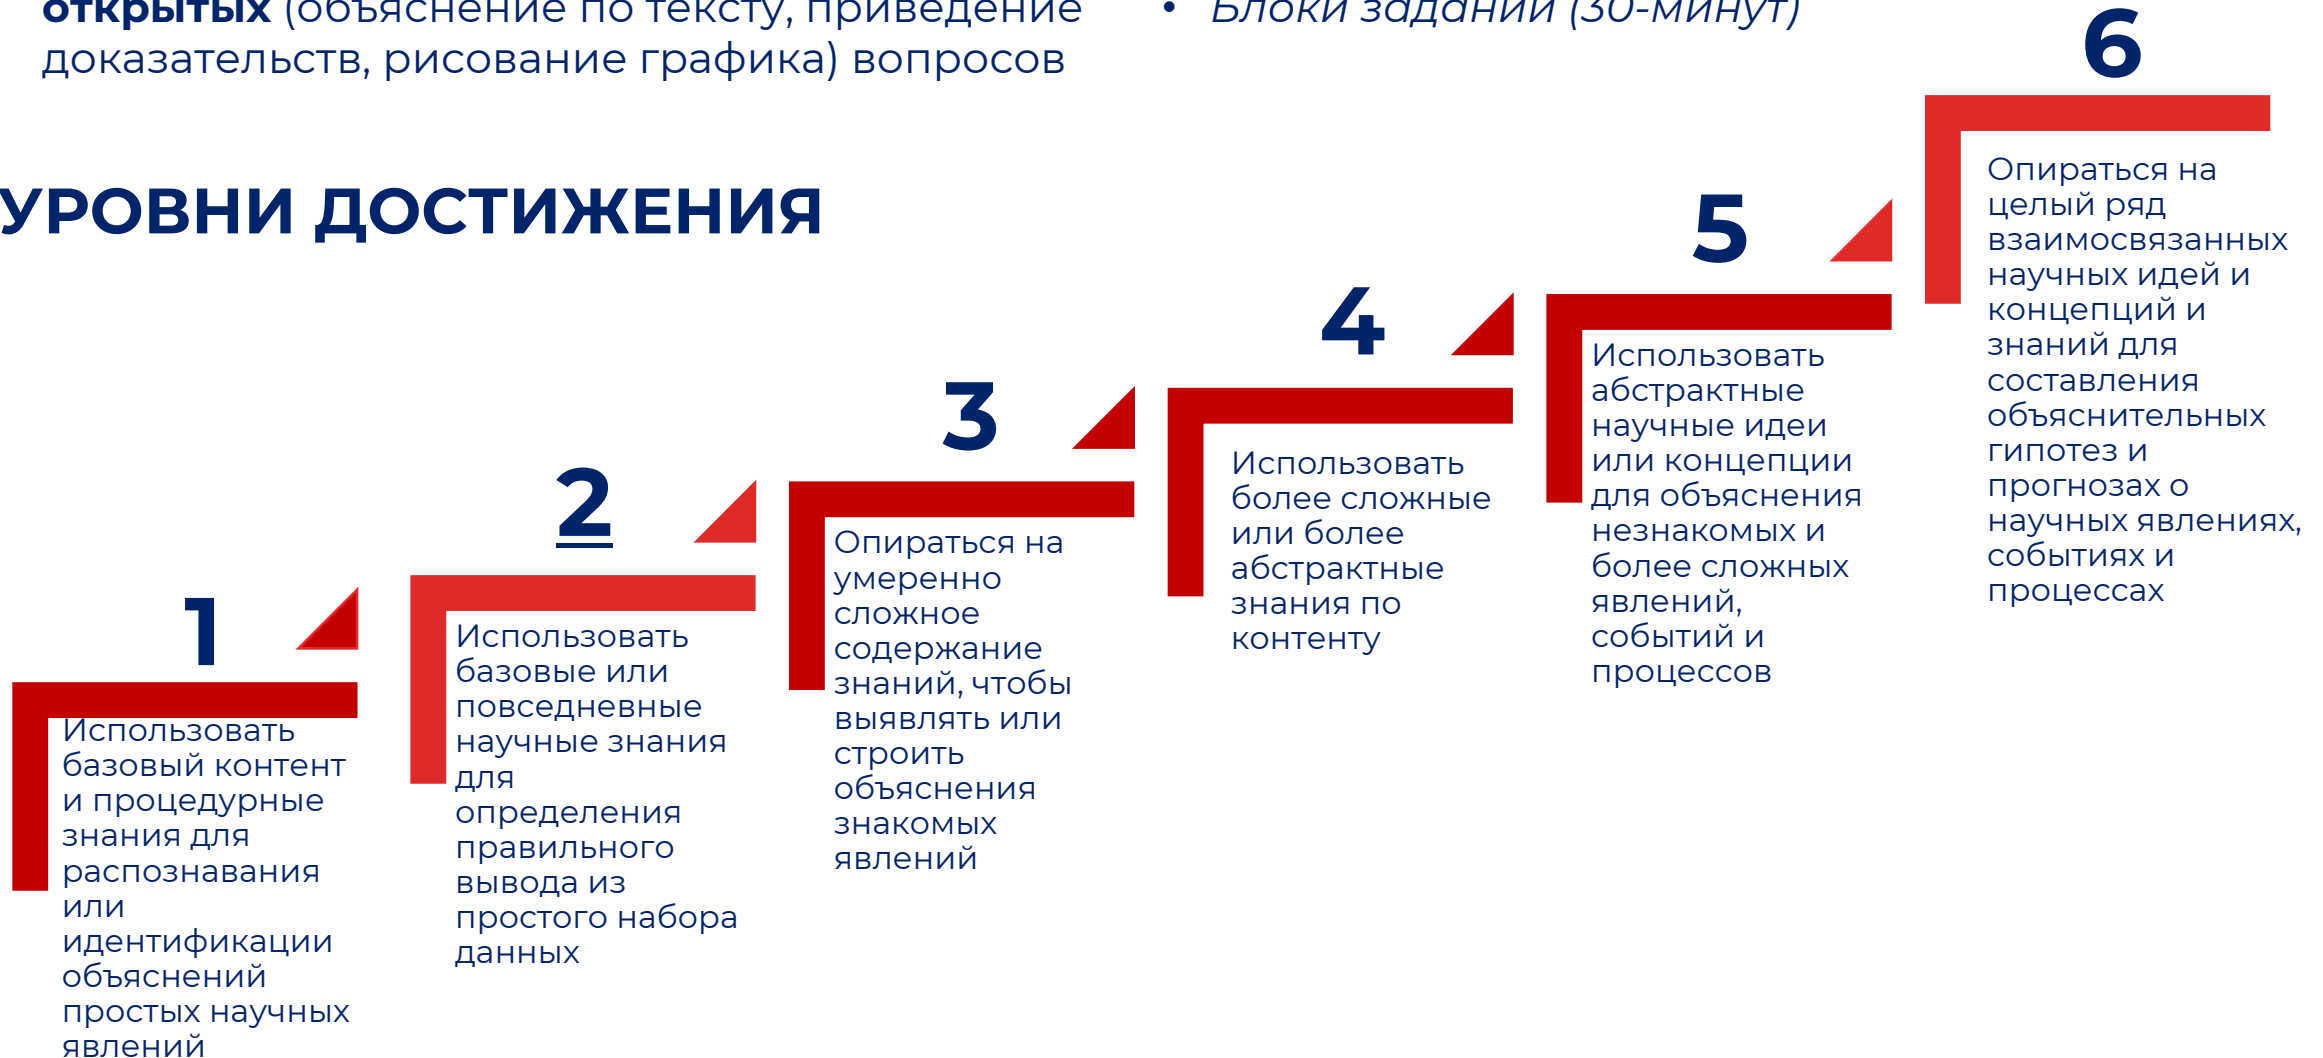 открытых (объяснение по тексту, приведение
доказательств, рисование графика) вопросов
• Блоки заданий (30-минут)
УРОВНИ ДОСТИЖЕНИЯ
1
Использовать
базовый контент
и процедурные
знания для
распознавания
или
идентификации
объяснений
простых научных
явлений
2
Использовать
базовые или
повседневные
научные знания
для
определения
правильного
вывода из
простого набора
данных
3
Опираться на
умеренно
сложное
содержание
знаний, чтобы
выявлять или
строить
объяснения
знакомых
явлений
4
Использовать
более сложные
или более
абстрактные
знания по
контенту
5
Использовать
абстрактные
научные идеи
или концепции
для объяснения
незнакомых и
более сложных
явлений,
событий и
процессов
6
Опираться на
целый ряд
взаимосвязанных
научных идей и
концепций и
знаний для
составления
объяснительных
гипотез и
прогнозах о
научных явлениях,
событиях и
процессах